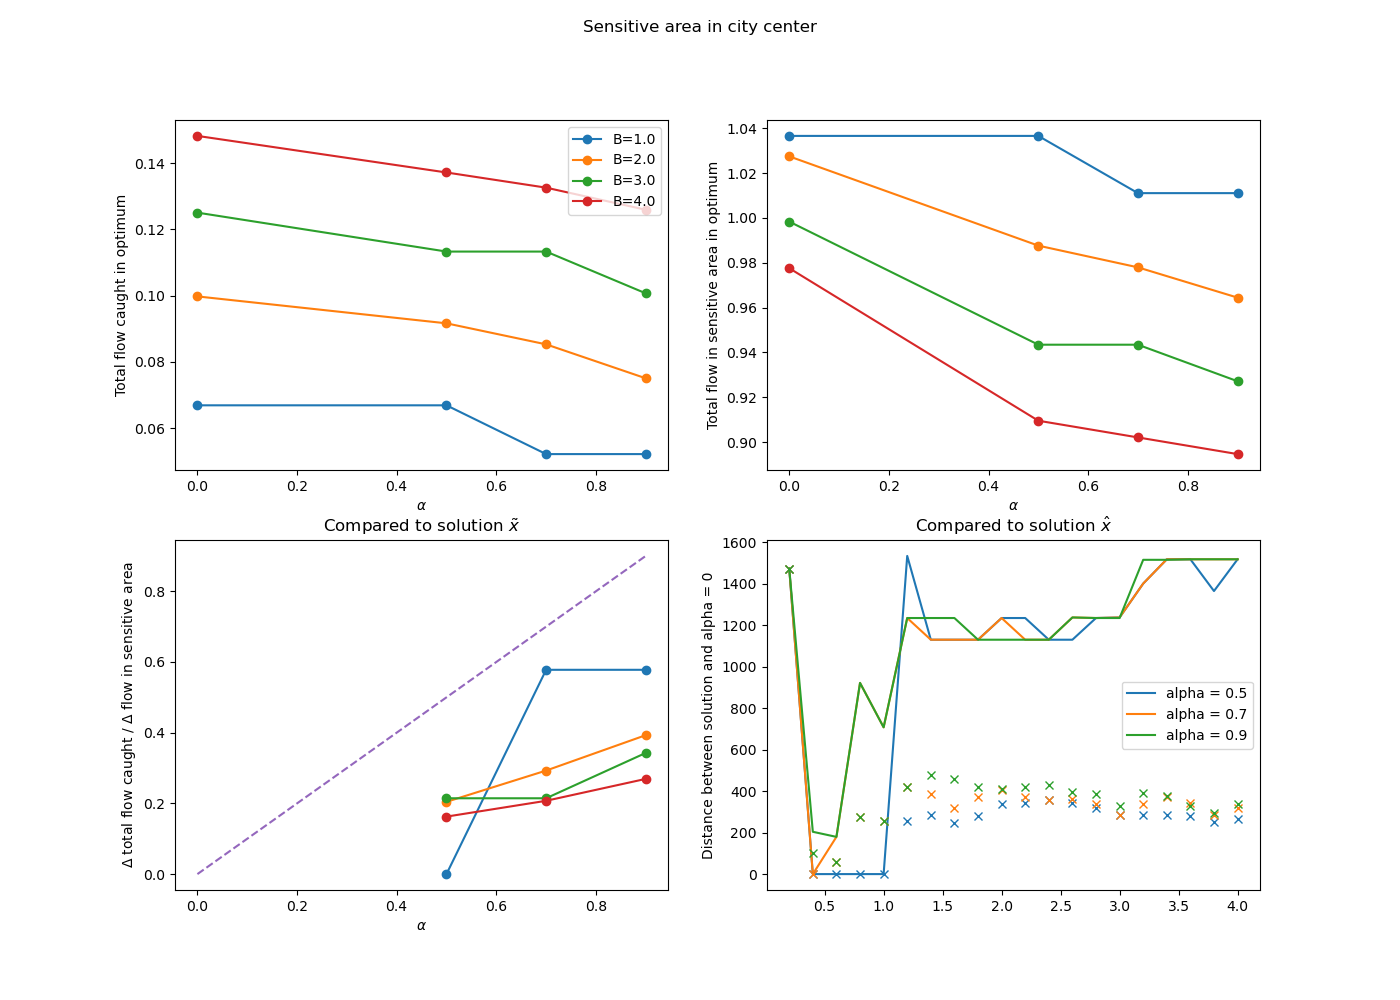 Sensitive area in city center
Total flow caught in optimum
0.14
0.12
0.10
0.08
0.06
B=1.0
B=2.0
B=3.0
B=4.0
0.0 0.2 0.4 0.6 0.8
α
Total flow in sensitive area in optimum
1.04
1.02
1.00
0.98
0.96
0.94
0.92
0.90
0.0 0.2 0.4 0.6 0.8
α
Compared to solution x̃
Δ total flow caught / Δ flow in sensitive area
0.8
0.6
0.4
0.2
0.0
0.0 0.2 0.4 0.6 0.8
α
Compared to solution x̂
Distance between solution and alpha = 0
1600
1400
1200
1000
800
600
400
200
0
alpha = 0.5
alpha = 0.7
alpha = 0.9
0.5 1.0 1.5 2.0 2.5 3.0 3.5 4.0